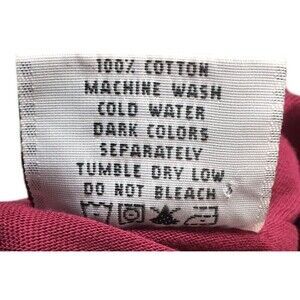 100% COTTON
MACHINE WASH
COLD WATER
DARK COLORS
SEPARATELY
TUMBLE DRY LOW
DO NOT BLEACH